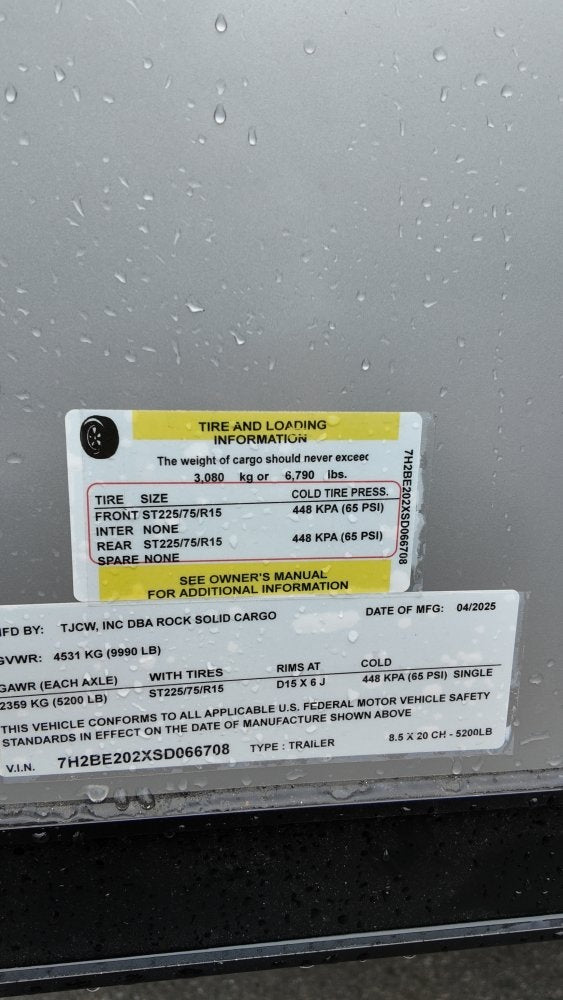 TIRE AND LOADING
INFORMATION
The weight of cargo should never exceed
3,080 kg or 6,790 lbs.
TIRE SIZE COLD TIRE PRESS.
FRONT ST225/75/R15 448 KPA (65 PSI)
INTER NONE
REAR ST225/75/R15 448 KPA (65 PSI)
SPARE NONE
SEE OWNER'S MANUAL
FOR ADDITIONAL INFORMATION
7H2BE202XSD066708
MFD BY: TJCW, INC DBA ROCK SOLID CARGO DATE OF MFG: 04/2025
GVWR: 4531 KG (9990 LB)
GAWR (EACH AXLE) WITH TIRES RIMS AT COLD
2359 KG (5200 LB) ST225/75/R15 D15 X 6 J 448 KPA (65 PSI) SINGLE
THIS VEHICLE CONFORMS TO ALL APPLICABLE U.S. FEDERAL MOTOR VEHICLE SAFETY
STANDARDS IN EFFECT ON THE DATE OF MANUFACTURE SHOWN ABOVE
V.I.N. 7H2BE202XSD066708 TYPE : TRAILER 8.5 X 20 CH - 5200LB